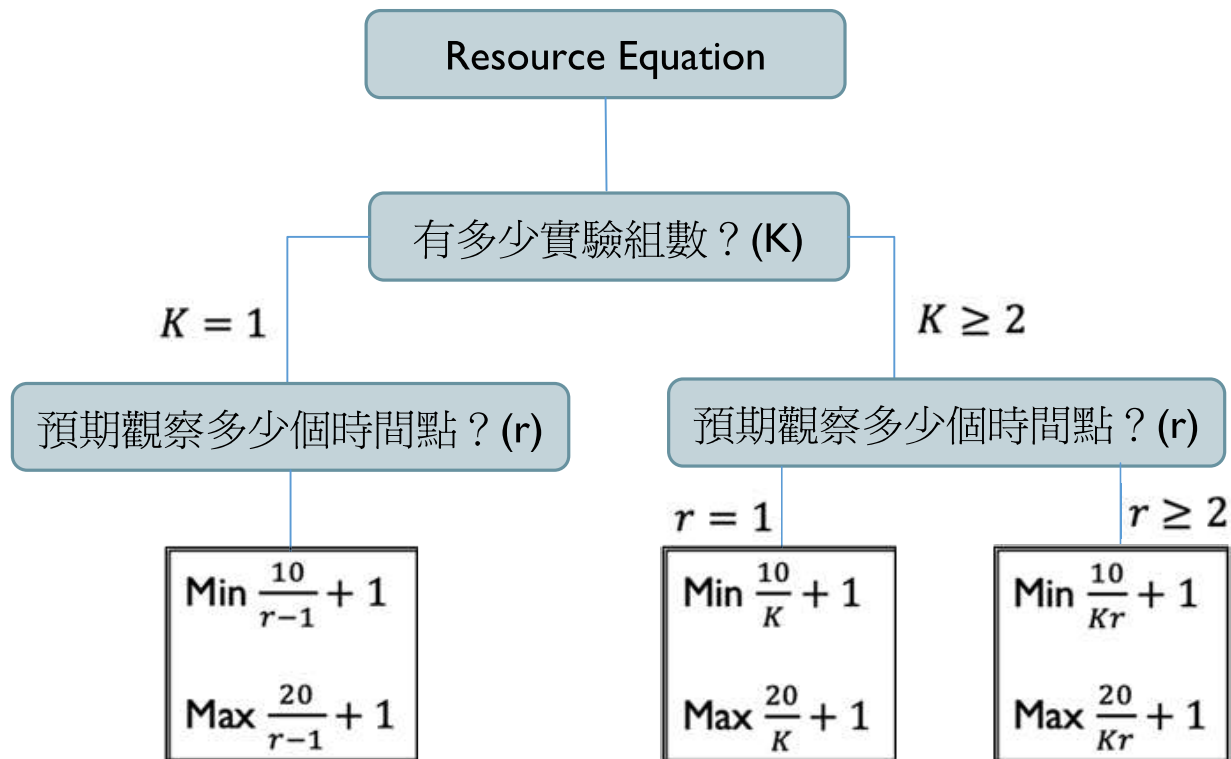 Resource Equation
有多少實驗組數？(K)
K = 1
K ≥ 2
預期觀察多少個時間點？(r)
預期觀察多少個時間點？(r)
r = 1
r ≥ 2
Min 10/(r−1) + 1
Max 20/(r−1) + 1
Min 10/K + 1
Max 20/K + 1
Min 10/Kr + 1
Max 20/Kr + 1